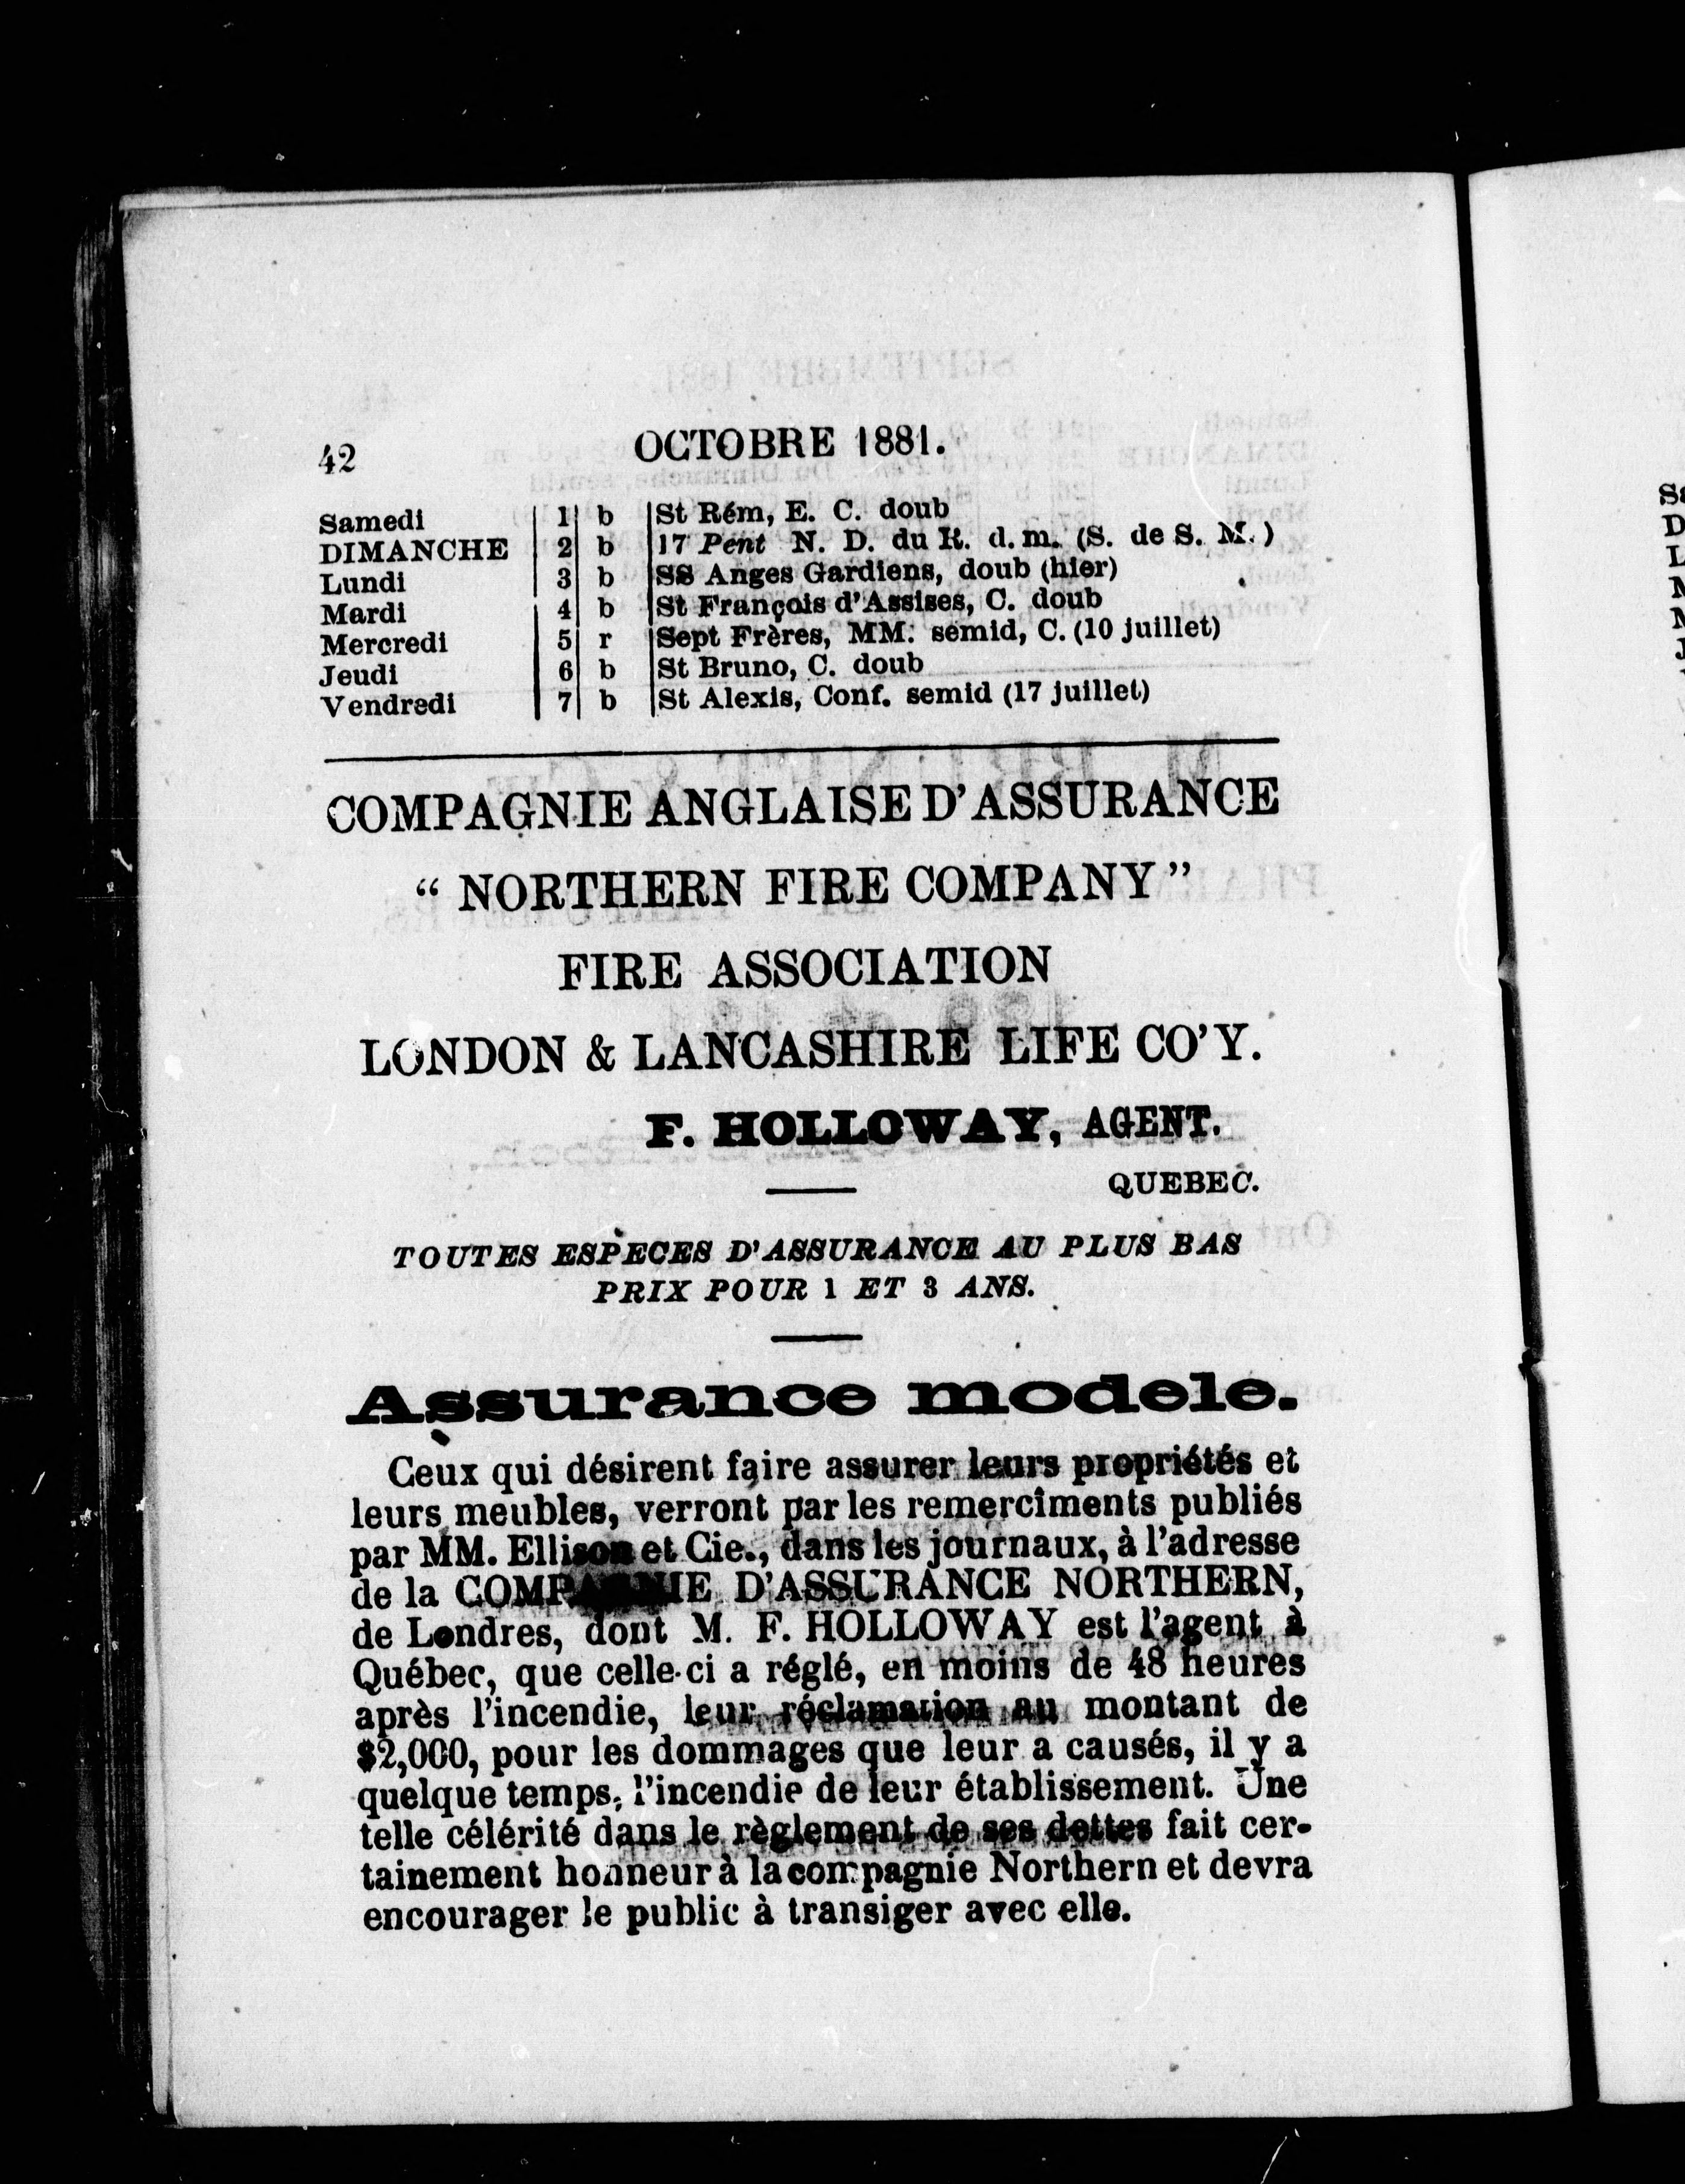 42 OCTOBRE 1881.
Samedi 1 b St Rém, E. C. doub
DIMANCHE 2 b 17 Pent N. D. du R. d. m. (S. de S. M.)
Lundi 3 b SS Anges Gardiens, doub (hier)
Mardi 4 b St François d'Assises, C. doub
Mercredi 5 r Sept Frères, MM. semid, C. (10 juillet)
Jeudi 6 b St Bruno, C. doub
Vendredi 7 b St Alexis, Conf. semid (17 juillet)
COMPAGNIE ANGLAISE D'ASSURANCE
“ NORTHERN FIRE COMPANY ”
FIRE ASSOCIATION
LONDON & LANCASHIRE LIFE CO'Y.
F. HOLLOWAY, AGENT.
QUEBEC.
TOUTES ESPECES D'ASSURANCE AU PLUS BAS
PRIX POUR 1 ET 3 ANS.
Assurance modele.
Ceux qui désirent faire assurer leurs propriétés et
leurs meubles, verront par les remercîments publiés
par MM. Ellison et Cie., dans les journaux, à l'adresse
de la COMPAGNIE D'ASSURANCE NORTHERN,
de Londres, dont M. F. HOLLOWAY est l'agent à
Québec, que celle-ci a réglé, en moins de 48 heures
après l'incendie, leur réclamation au montant de
$2,000, pour les dommages que leur a causés, il y a
quelque temps, l'incendie de leur établissement. Une
telle célérité dans le règlement de ses dettes fait cer-
tainement honneur à la compagnie Northern et devra
encourager le public à transiger avec elle.